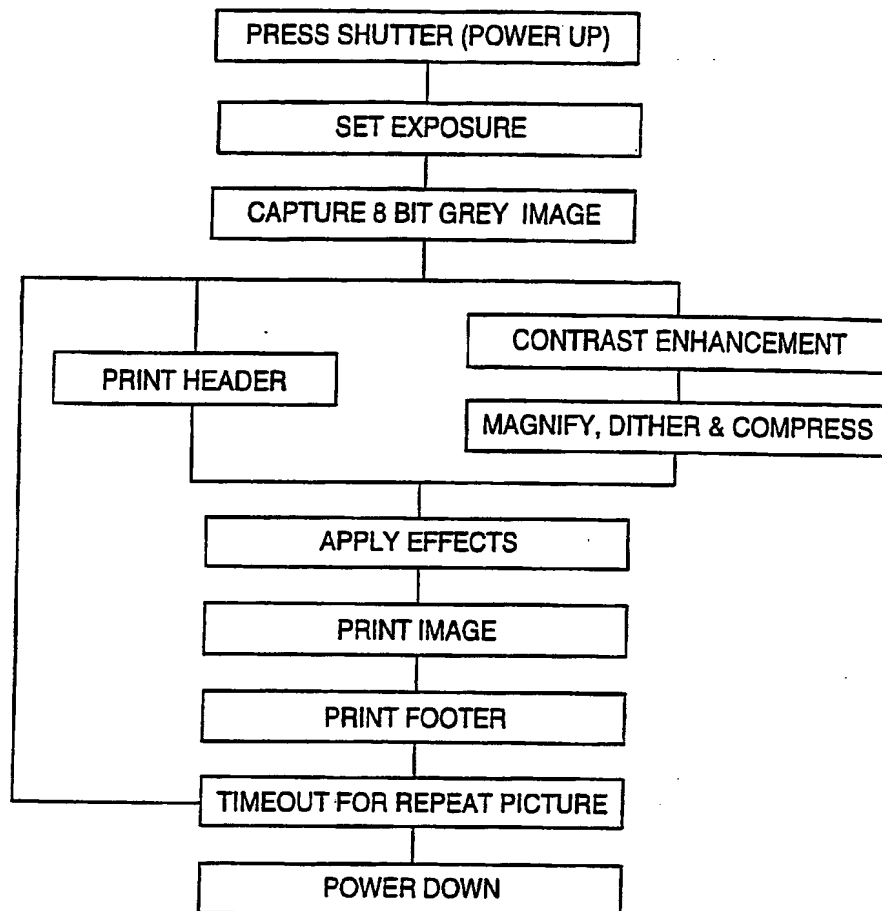 PRESS SHUTTER (POWER UP)
SET EXPOSURE
CAPTURE 8 BIT GREY IMAGE
CONTRAST ENHANCEMENT
PRINT HEADER
MAGNIFY, DITHER & COMPRESS
APPLY EFFECTS
PRINT IMAGE
PRINT FOOTER
TIMEOUT FOR REPEAT PICTURE
POWER DOWN